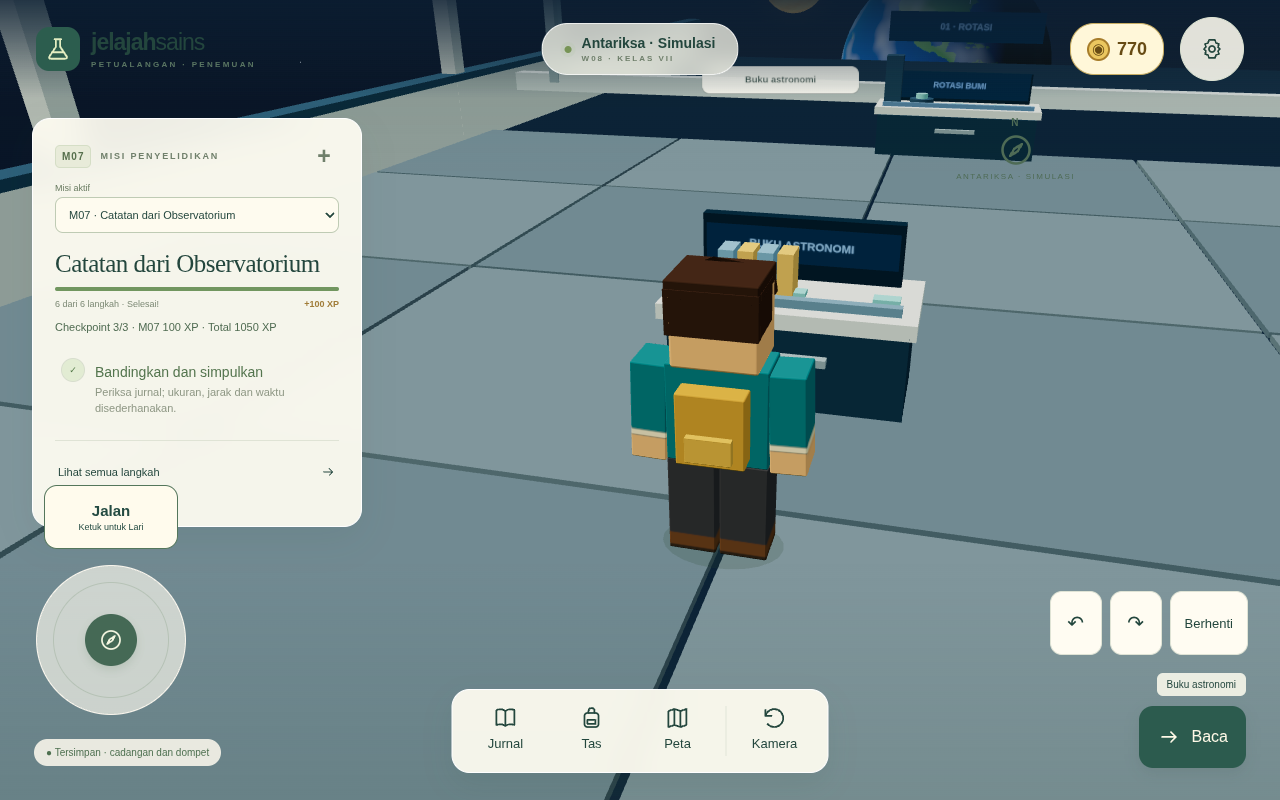 jelajahsains
PETUALANGAN · PENEMUAN
Antariksa · Simulasi
W08 · KELAS VII
Buku astronomi
01 · ROTASI
ROTASI BUMI
770
N
ANTARIKSA · SIMULASI
M07 MISI PENYELIDIKAN
Misi aktif
M07 · Catatan dari Observatorium
Catatan dari Observatorium
6 dari 6 langkah · Selesai! +100 XP
Checkpoint 3/3 · M07 100 XP · Total 1050 XP
Bandingkan dan simpulkan
Periksa jurnal; ukuran, jarak dan waktu
disederhanakan.
Lihat semua langkah
BUKU ASTRONOMI
Jalan
Ketuk untuk Lari
Berhenti
Buku astronomi
Baca
Jurnal
Tas
Peta
Kamera
Tersimpan · cadangan dan dompet